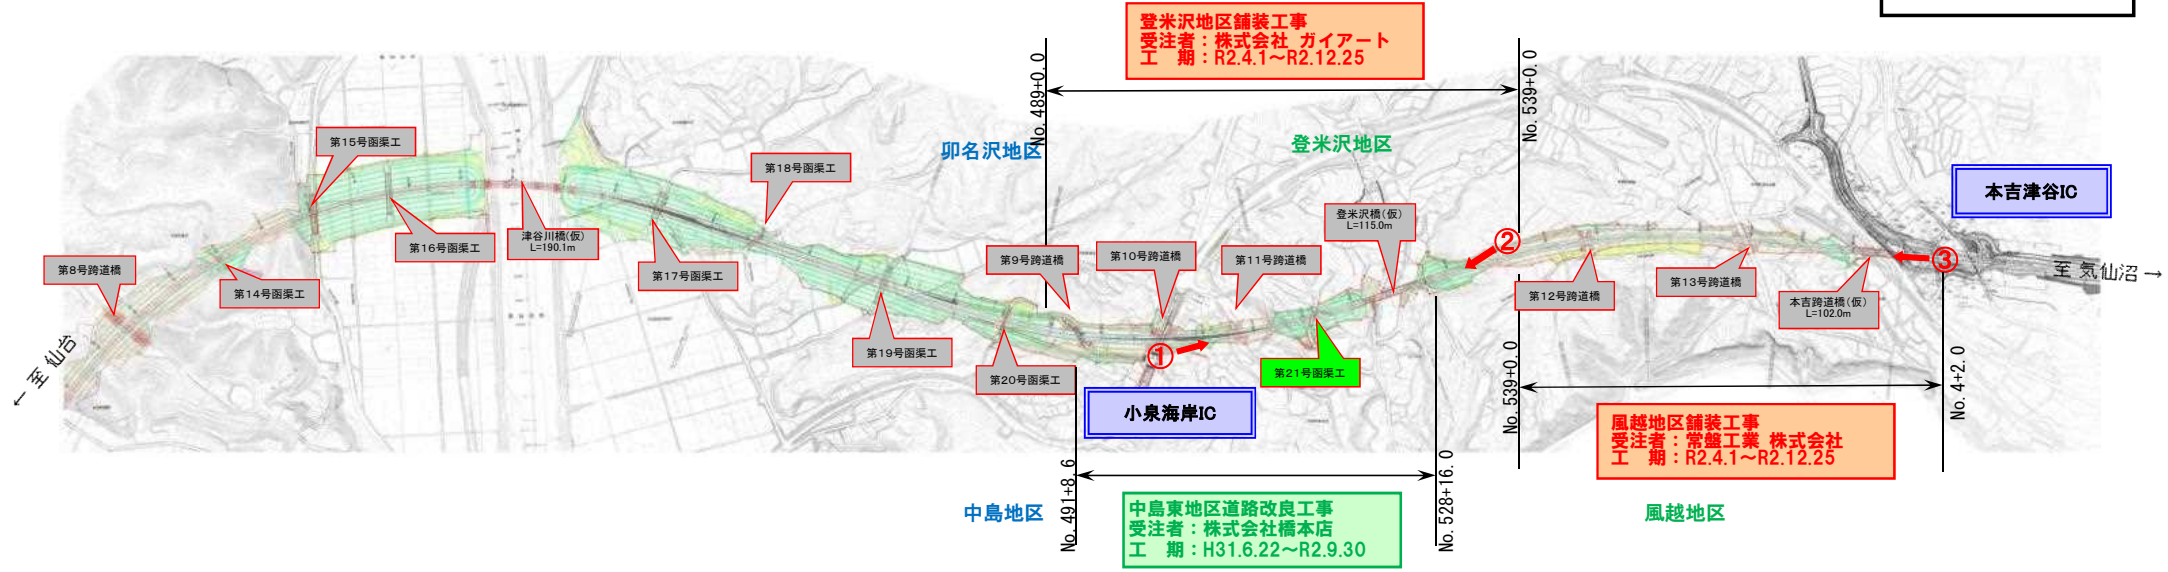 登米沢地区舗装工事
受注者：株式会社 ガイアート
工　期：R2.4.1～R2.12.25
No.489+0.0
No.539+0.0
卯名沢地区
登米沢地区
第15号函渠工
第18号函渠工
本吉津谷IC
登米沢橋(仮)
L=115.0m
②
第16号函渠工
津谷川橋(仮)
L=190.1m
第9号跨道橋
第10号跨道橋
第11号跨道橋
③
至 気仙沼 →
第8号跨道橋
第14号函渠工
第17号函渠工
第12号跨道橋
第13号跨道橋
本吉跨道橋(仮)
L=102.0m
← 至 仙台
第19号函渠工
①
第20号函渠工
第21号函渠工
小泉海岸IC
No.539+0.0
No.4+2.0
風越地区舗装工事
受注者：常盤工業 株式会社
工　期：R2.4.1～R2.12.25
No.491+8.6
No.528+16.0
中島地区
中島東地区道路改良工事
受注者：株式会社橋本店
工　期：H31.6.22～R2.9.30
風越地区